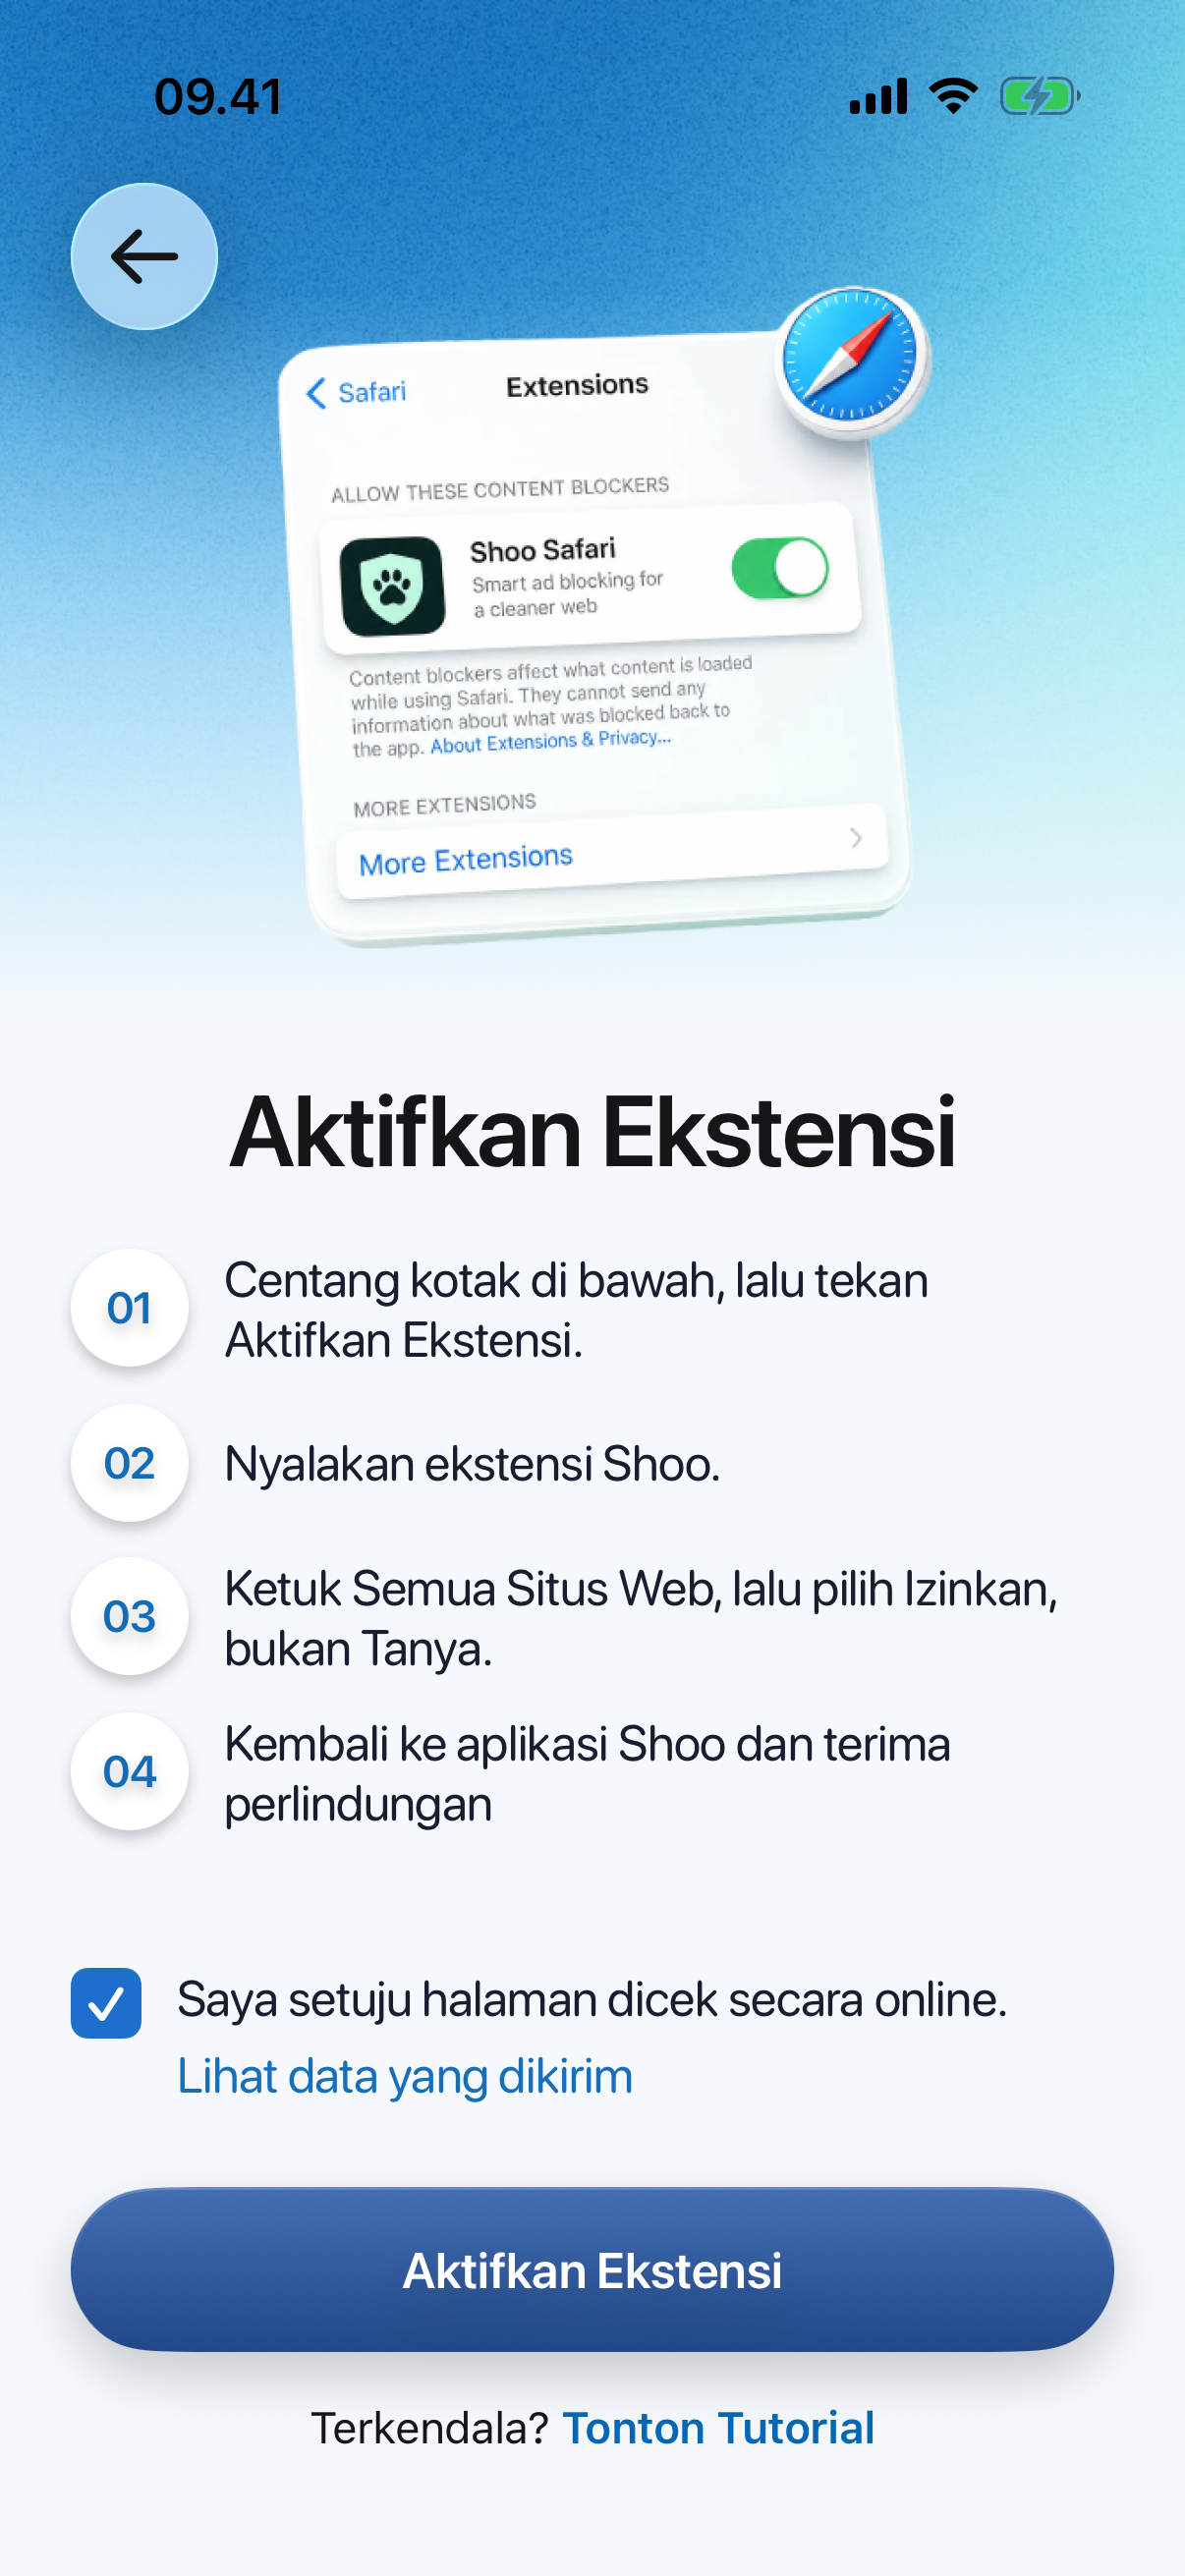 09.41
Safari
Extensions
ALLOW THESE CONTENT BLOCKERS
Shoo Safari
Smart ad blocking for
a cleaner web
Content blockers affect what content is loaded
while using Safari. They cannot send any
information about what was blocked back to
the app. About Extensions & Privacy...
MORE EXTENSIONS
More Extensions
Aktifkan Ekstensi
01
Centang kotak di bawah, lalu tekan
Aktifkan Ekstensi.
02
Nyalakan ekstensi Shoo.
03
Ketuk Semua Situs Web, lalu pilih Izinkan,
bukan Tanya.
04
Kembali ke aplikasi Shoo dan terima
perlindungan
Saya setuju halaman dicek secara online.
Lihat data yang dikirim
Aktifkan Ekstensi
Terkendala? Tonton Tutorial